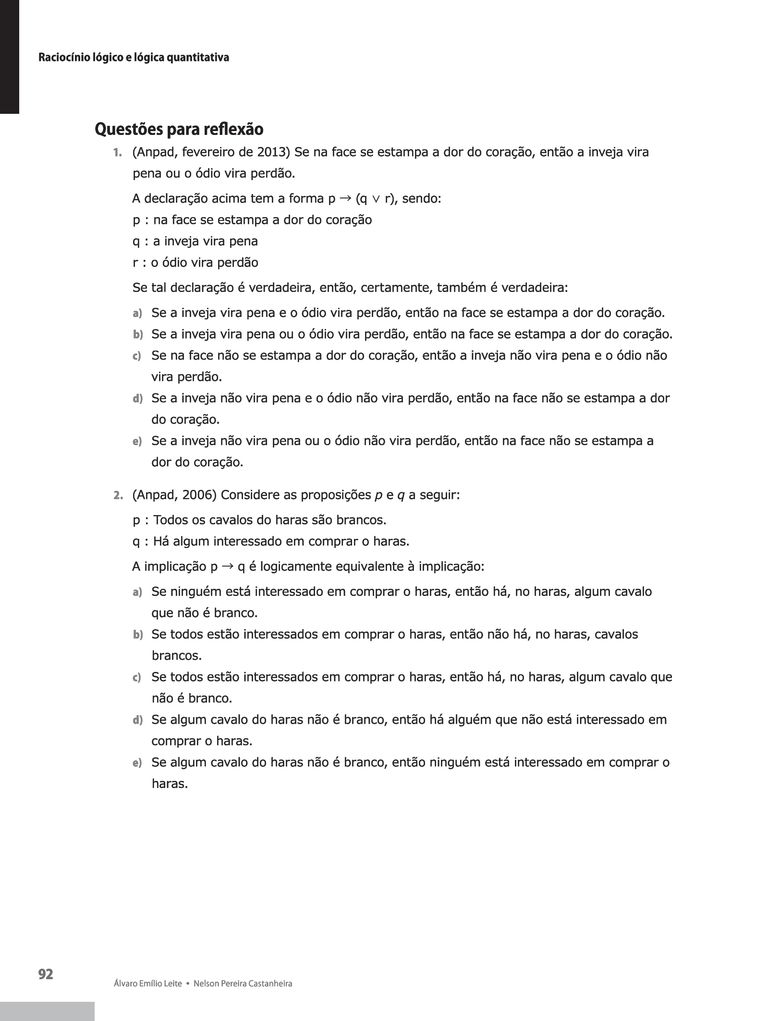 Raciocínio lógico e lógica quantitativa
Questões para reflexão
1. (Anpad, fevereiro de 2013) Se na face se estampa a dor do coração, então a inveja vira
pena ou o ódio vira perdão.
A declaração acima tem a forma p → (q ∨ r), sendo:
p : na face se estampa a dor do coração
q : a inveja vira pena
r : o ódio vira perdão
Se tal declaração é verdadeira, então, certamente, também é verdadeira:
a) Se a inveja vira pena e o ódio vira perdão, então na face se estampa a dor do coração.
b) Se a inveja vira pena ou o ódio vira perdão, então na face se estampa a dor do coração.
c) Se na face não se estampa a dor do coração, então a inveja não vira pena e o ódio não
vira perdão.
d) Se a inveja não vira pena e o ódio não vira perdão, então na face não se estampa a dor
do coração.
e) Se a inveja não vira pena ou o ódio não vira perdão, então na face não se estampa a
dor do coração.
2. (Anpad, 2006) Considere as proposições p e q a seguir:
p : Todos os cavalos do haras são brancos.
q : Há algum interessado em comprar o haras.
A implicação p → q é logicamente equivalente à implicação:
a) Se ninguém está interessado em comprar o haras, então há, no haras, algum cavalo
que não é branco.
b) Se todos estão interessados em comprar o haras, então não há, no haras, cavalos
brancos.
c) Se todos estão interessados em comprar o haras, então há, no haras, algum cavalo que
não é branco.
d) Se algum cavalo do haras não é branco, então há alguém que não está interessado em
comprar o haras.
e) Se algum cavalo do haras não é branco, então ninguém está interessado em comprar o
haras.
92
Álvaro Emílio Leite • Nelson Pereira Castanheira